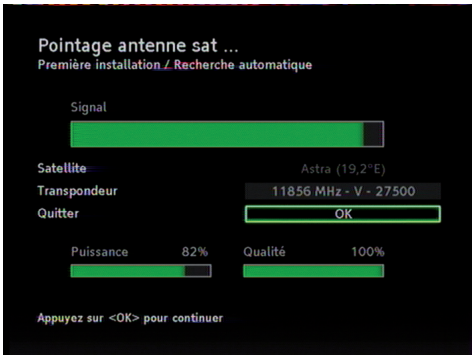 Pointage antenne sat ...
Première installation / Recherche automatique
Signal
Satellite Astra (19,2°E)
Transpondeur 11856 MHz - V - 27500
Quitter OK
Puissance 82% Qualité 100%
Appuyez sur <OK> pour continuer